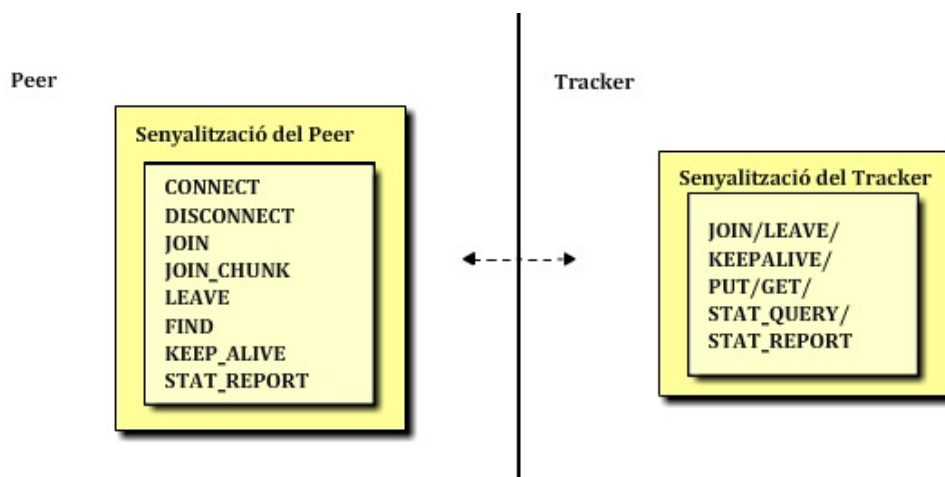 Peer
Senyalització del Peer
CONNECT
DISCONNECT
JOIN
JOIN_CHUNK
LEAVE
FIND
KEEP_ALIVE
STAT_REPORT
Tracker
Senyalització del Tracker
JOIN/LEAVE/
KEEPALIVE/
PUT/GET/
STAT_QUERY/
STAT_REPORT